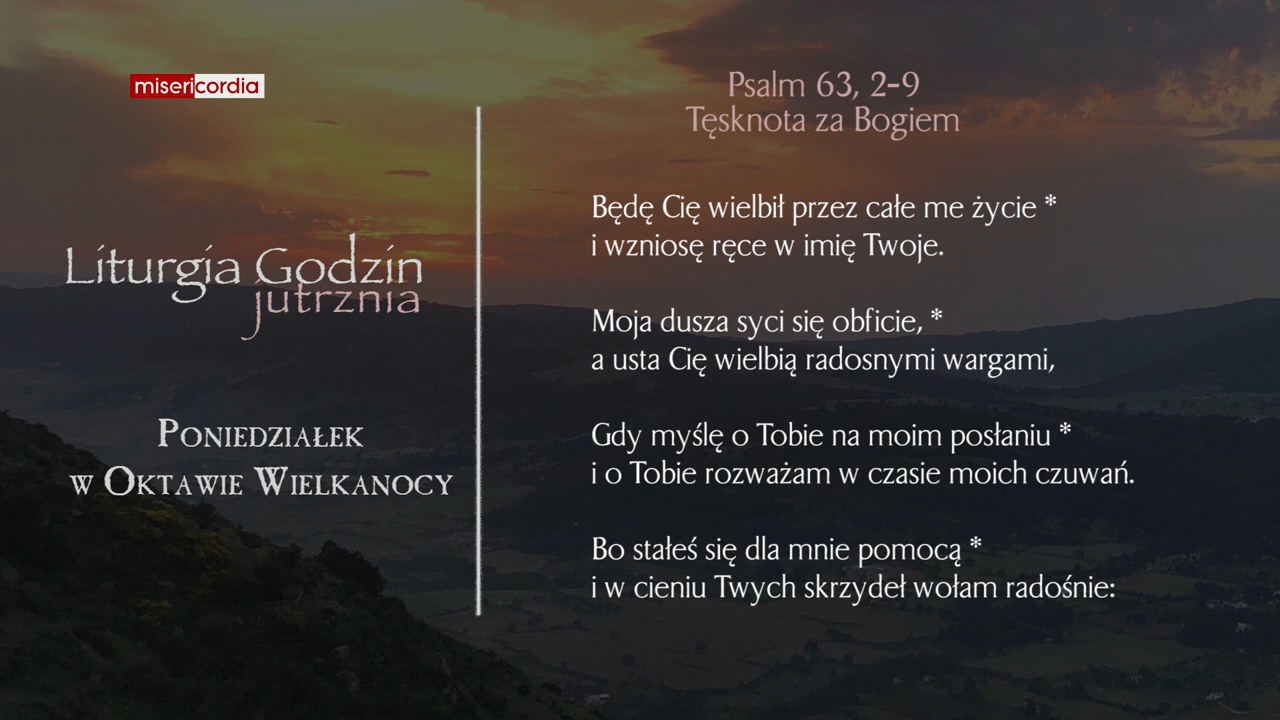 misericordia
Liturgia Godzin
jutrznia
Poniedziałek
w Oktawie Wielkanocy
Psalm 63, 2-9
Tęsknota za Bogiem
Będę Cię wielbił przez całe me życie *
i wzniosę ręce w imię Twoje.
Moja dusza syci się obficie, *
a usta Cię wielbią radosnymi wargami,
Gdy myślę o Tobie na moim posłaniu *
i o Tobie rozważam w czasie moich czuwań.
Bo stałeś się dla mnie pomocą *
i w cieniu Twych skrzydeł wołam radośnie: